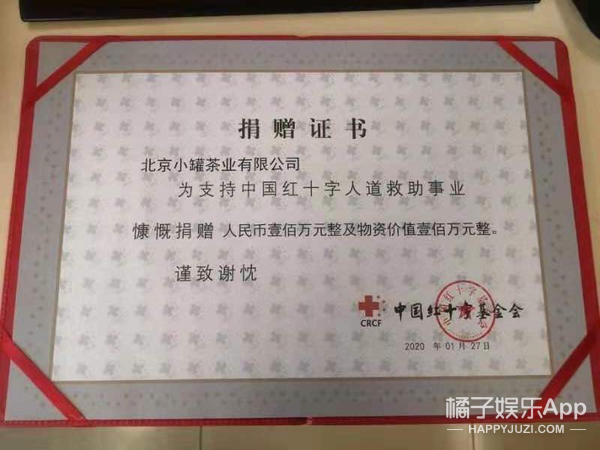 捐赠证书
北京小罐茶业有限公司
为支持中国红十字人道救助事业
慷慨捐赠 人民币壹佰万元整及物资价值壹佰万元整。
谨致谢忱
CRCF 中国红十字基金会
2020 年 01 月 27 日
橘子娱乐App
HAPPYJUZI.COM